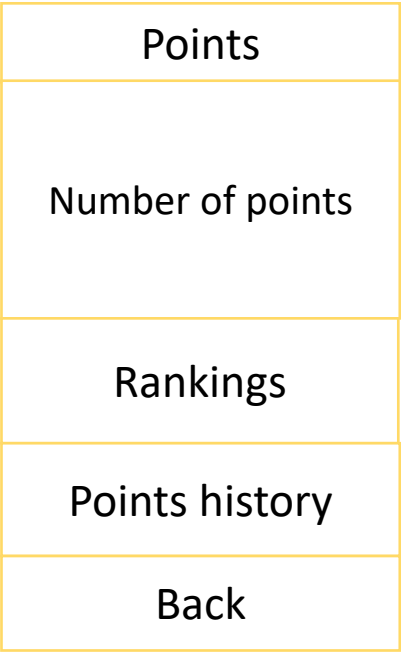 Points
Number of points
Rankings
Points history
Back